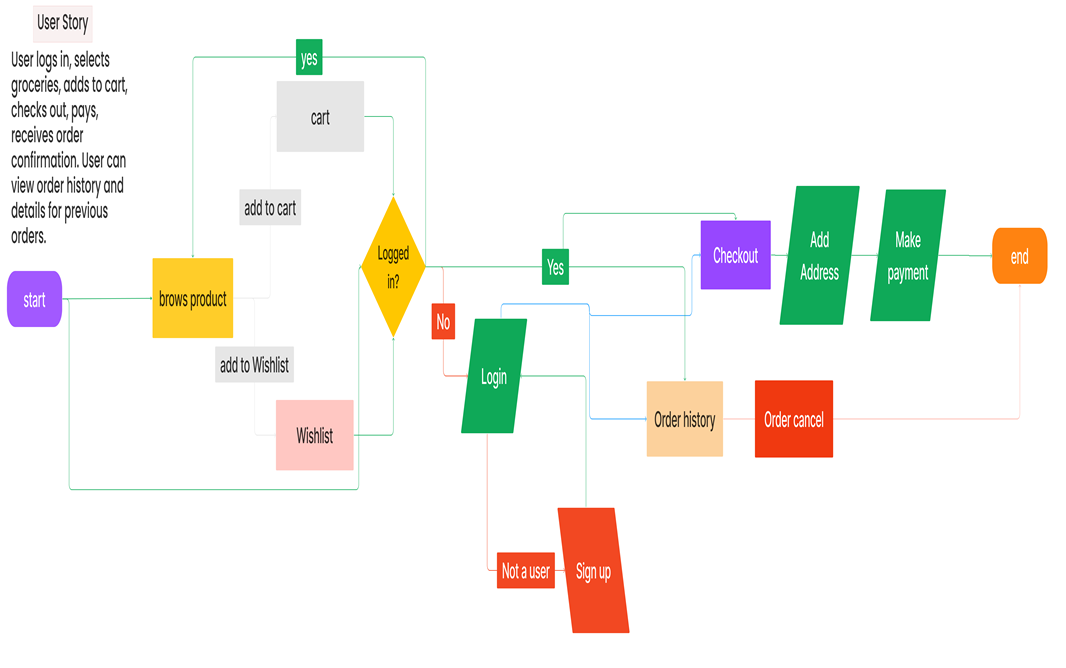 User Story
User logs in, selects
groceries, adds to cart,
checks out, pays,
receives order
confirmation. User can
view order history and
details for previous
orders.
yes
cart
add to cart
Logged
in?
start
brows product
add to Wishlist
Wishlist
Yes
No
Login
Checkout
Add
Address
Make
payment
end
Order history
Order cancel
Not a user
Sign up